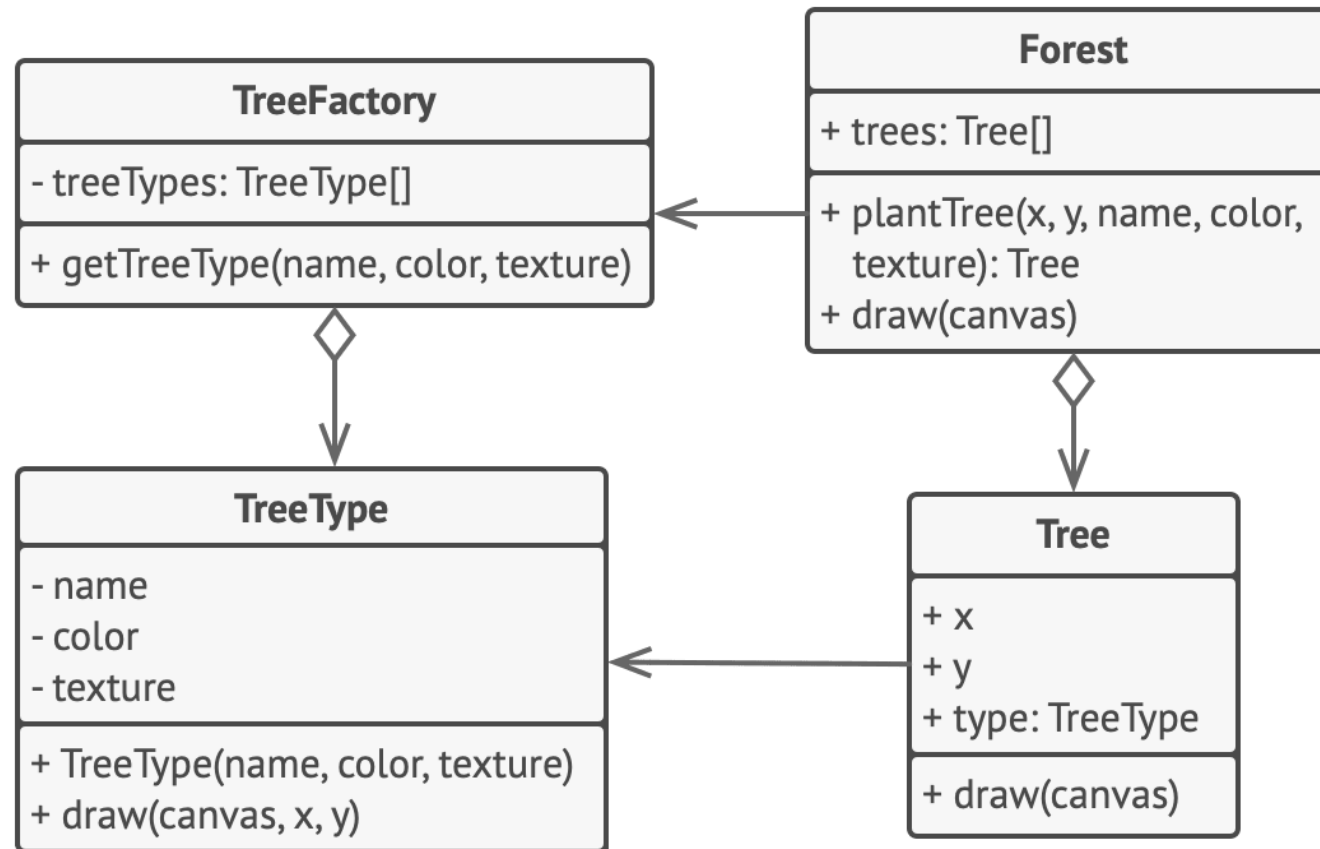 TreeFactory
- treeTypes: TreeType[]
+ getTreeType(name, color, texture)
Forest
+ trees: Tree[]
+ plantTree(x, y, name, color,
texture): Tree
+ draw(canvas)
TreeType
- name
- color
- texture
+ TreeType(name, color, texture)
+ draw(canvas, x, y)
Tree
+ x
+ y
+ type: TreeType
+ draw(canvas)